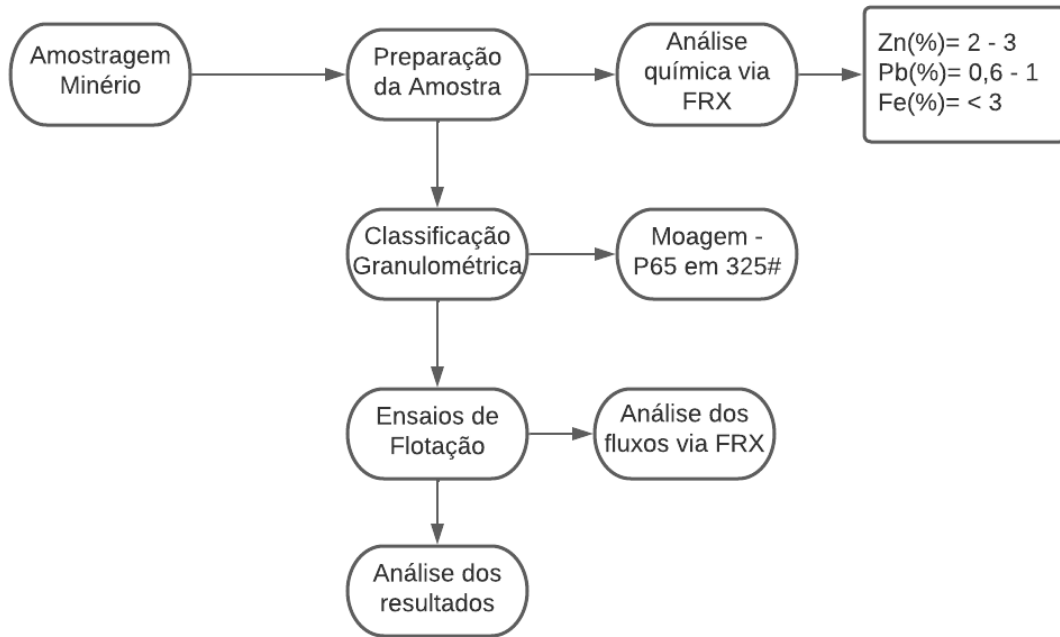 Amostragem
Minério
Preparação
da Amostra
Análise
química via
FRX
Zn(%)= 2 - 3
Pb(%)= 0,6 - 1
Fe(%)= < 3
Classificação
Granulométrica
Moagem -
P65 em 325#
Ensaios de
Flotação
Análise dos
fluxos via FRX
Análise dos
resultados